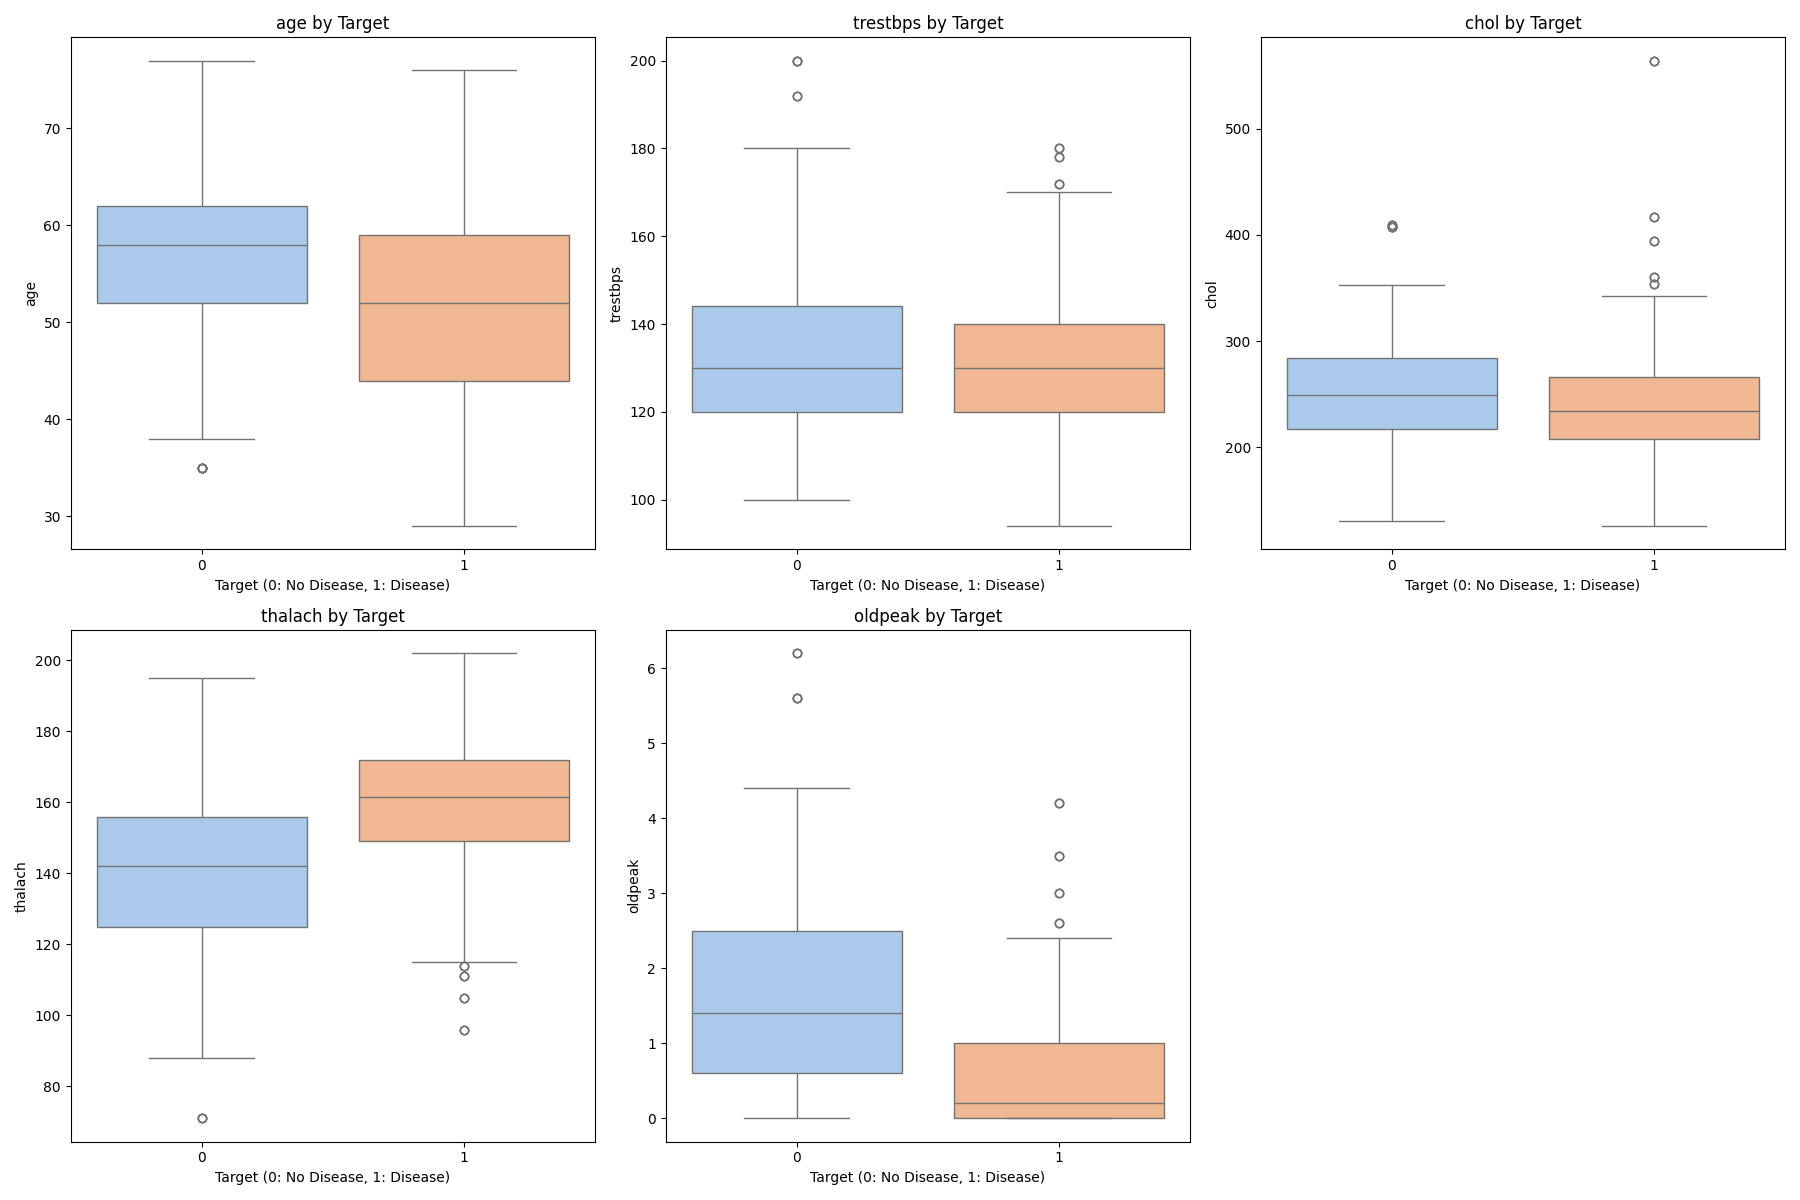 age by Target
age
70
60
50
40
30
0 1
Target (0: No Disease, 1: Disease)
trestbps by Target
trestbps
200
180
160
140
120
100
0 1
Target (0: No Disease, 1: Disease)
chol by Target
chol
500
400
300
200
0 1
Target (0: No Disease, 1: Disease)
thalach by Target
thalach
200
180
160
140
120
100
80
0 1
Target (0: No Disease, 1: Disease)
oldpeak by Target
oldpeak
6
5
4
3
2
1
0
0 1
Target (0: No Disease, 1: Disease)